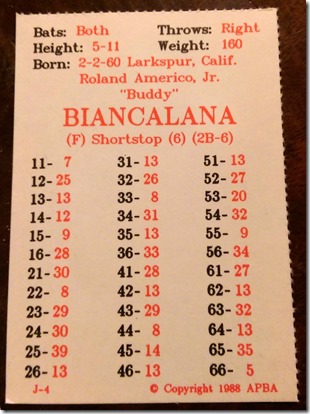 Bats: Both Throws: Right
Height: 5-11 Weight: 160
Born: 2-2-60 Larkspur, Calif.
Roland Americo, Jr.
"Buddy"
BIANCALANA
(F) Shortstop (6) (2B-6)
11- 7 31- 13 51- 13
12- 25 32- 26 52- 27
13- 13 33- 8 53- 20
14- 12 34- 31 54- 32
15- 9 35- 13 55- 9
16- 28 36- 33 56- 34
21- 30 41- 28 61- 27
22- 8 42- 13 62- 13
23- 29 43- 29 63- 32
24- 30 44- 8 64- 13
25- 39 45- 14 65- 35
26- 13 46- 13 66- 5
J-4 © Copyright 1988 APBA